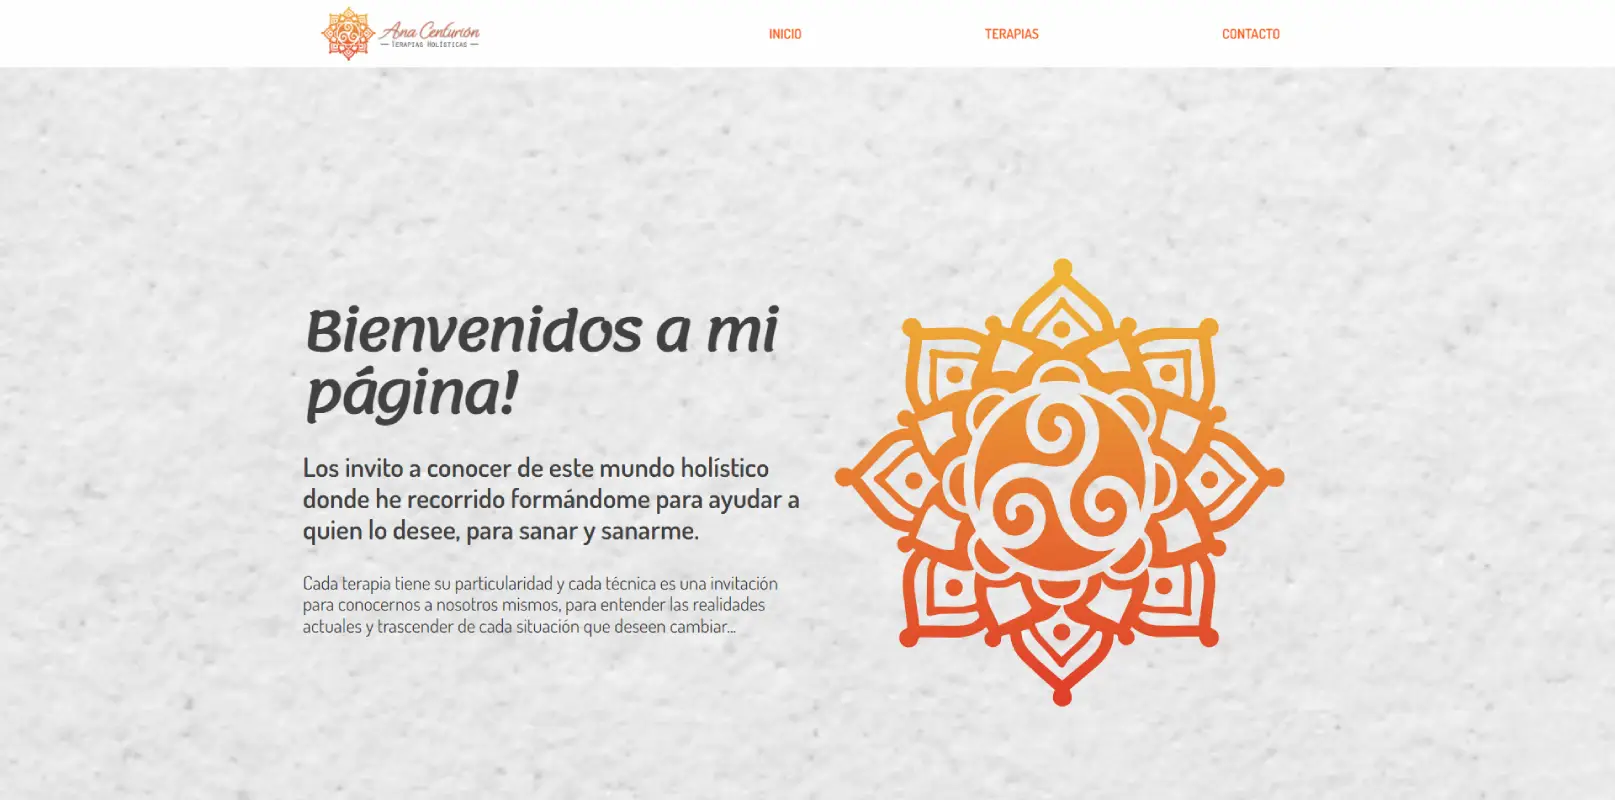 Ana Centurión
Terapias Holísticas
INICIO
TERAPIAS
CONTACTO
Bienvenidos a mi
página!
Los invito a conocer de este mundo holístico
donde he recorrido formándome para ayudar a
quien lo desee, para sanar y sanarme.
Cada terapia tiene su particularidad y cada técnica es una invitación
para conocernos a nosotros mismos, para entender las realidades
actuales y trascender de cada situación que deseen cambiar...